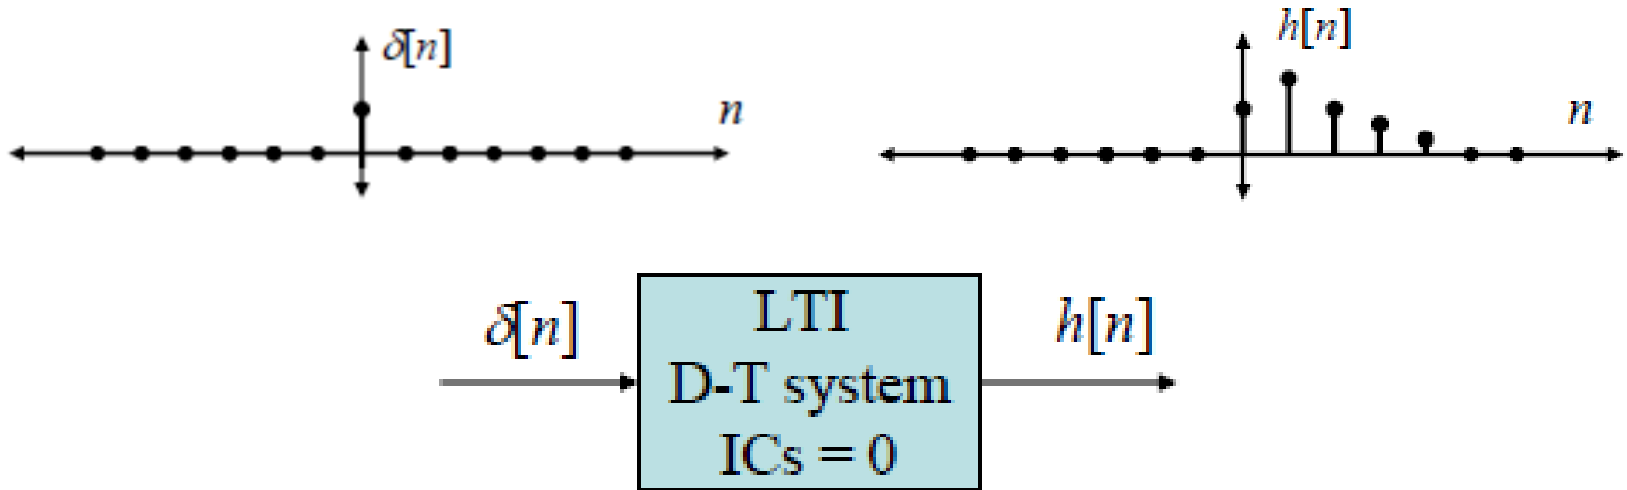 δ[n]
n
h[n]
n
δ[n]
LTI
D-T system
ICs = 0
h[n]